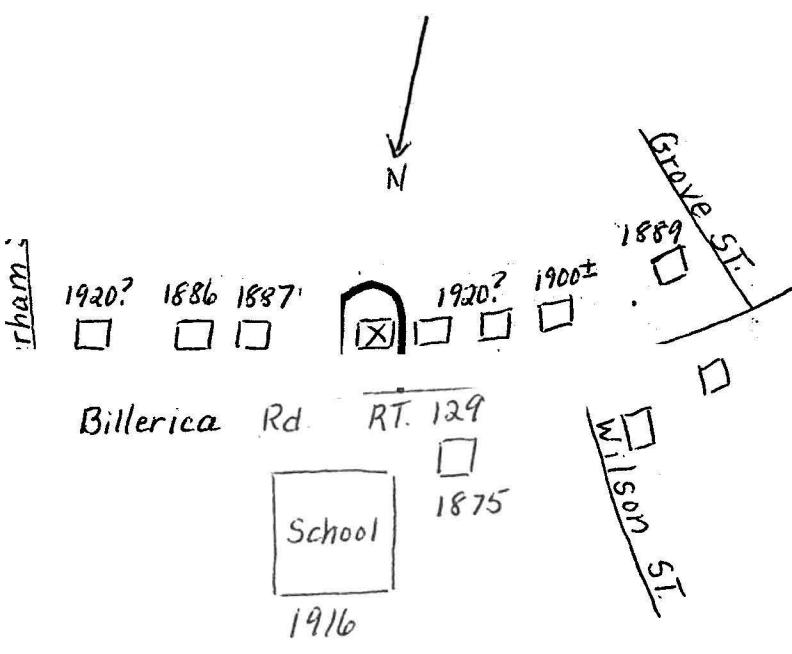 N
Grove ST.
1889
rham's
1920?
1886
1887
1920?
1900±
X
Billerica Rd. RT. 129
1875
School
1916
Wilson ST.